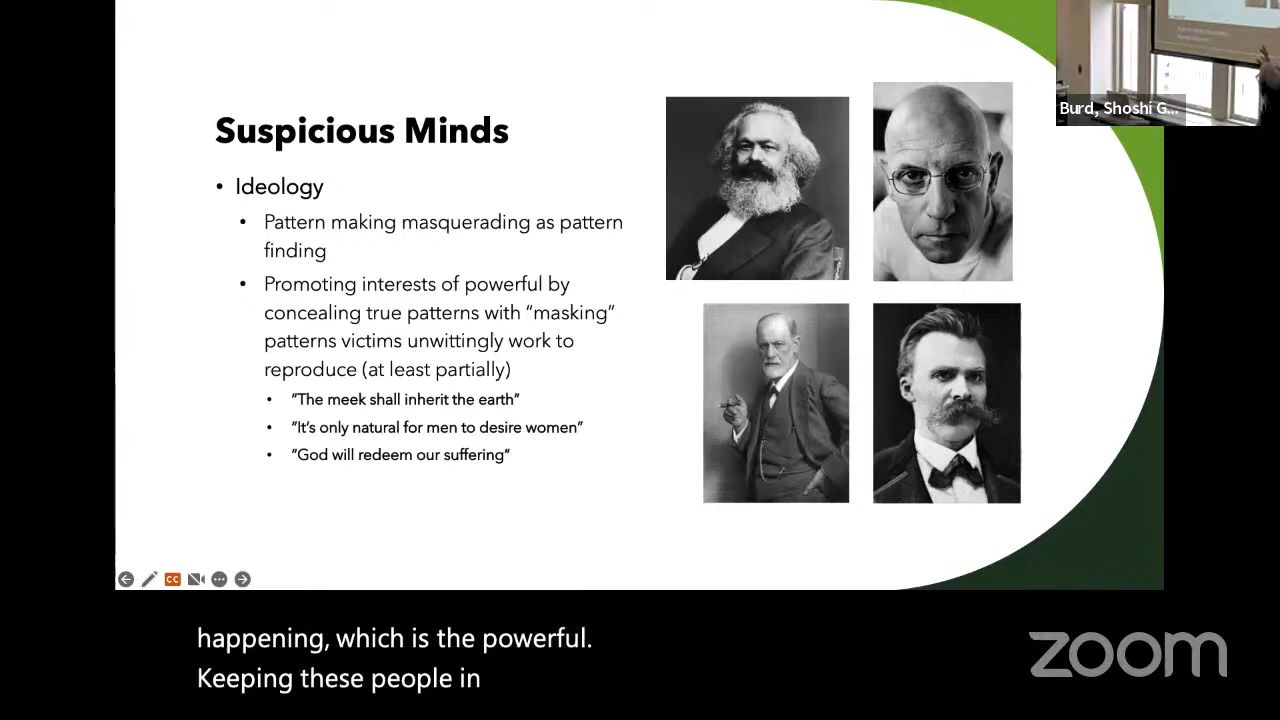 Burd, Shoshi G...
Suspicious Minds
• Ideology
• Pattern making masquerading as pattern
finding
• Promoting interests of powerful by
concealing true patterns with “masking”
patterns victims unwittingly work to
reproduce (at least partially)
• “The meek shall inherit the earth”
• “It’s only natural for men to desire women”
• “God will redeem our suffering”
CC
happening, which is the powerful.
Keeping these people in
zoom